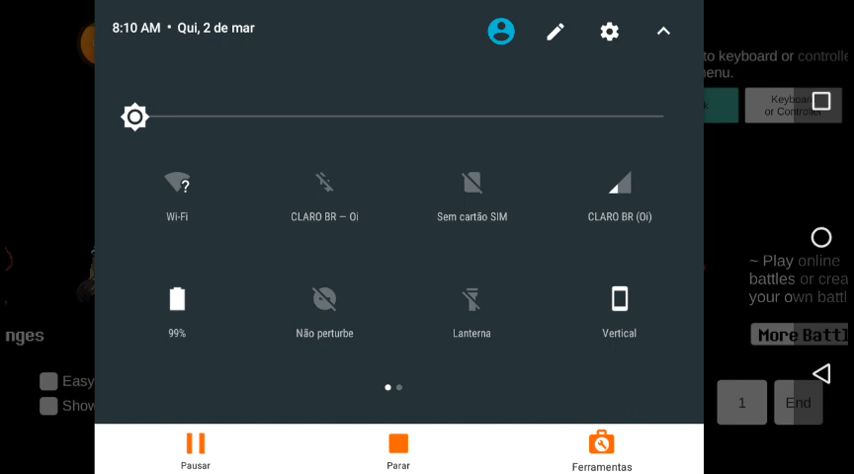 8:10 AM • Qui, 2 de mar
to keyboard or controlle
enu.
Keyboard
or Controller
Wi-Fi
CLARO BR – Oi
Sem cartão SIM
CLARO BR (Oi)
99%
Não perturbe
Lanterna
Vertical
~ Play online
battles or crea
your own battl
More Battl
nges
Easy
Show
1
End
Pausar
Parar
Ferramentas